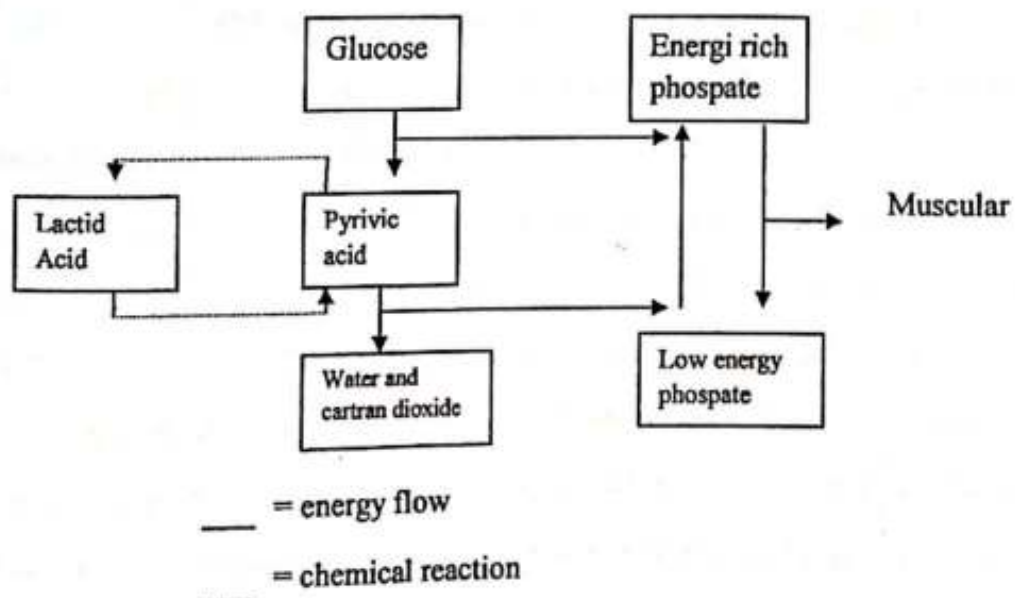 Glucose
Energi rich
phospate
Lactid
Acid
Pyrivic
acid
Muscular
Water and
cartran dioxide
Low energy
phospate
= energy flow
= chemical reaction